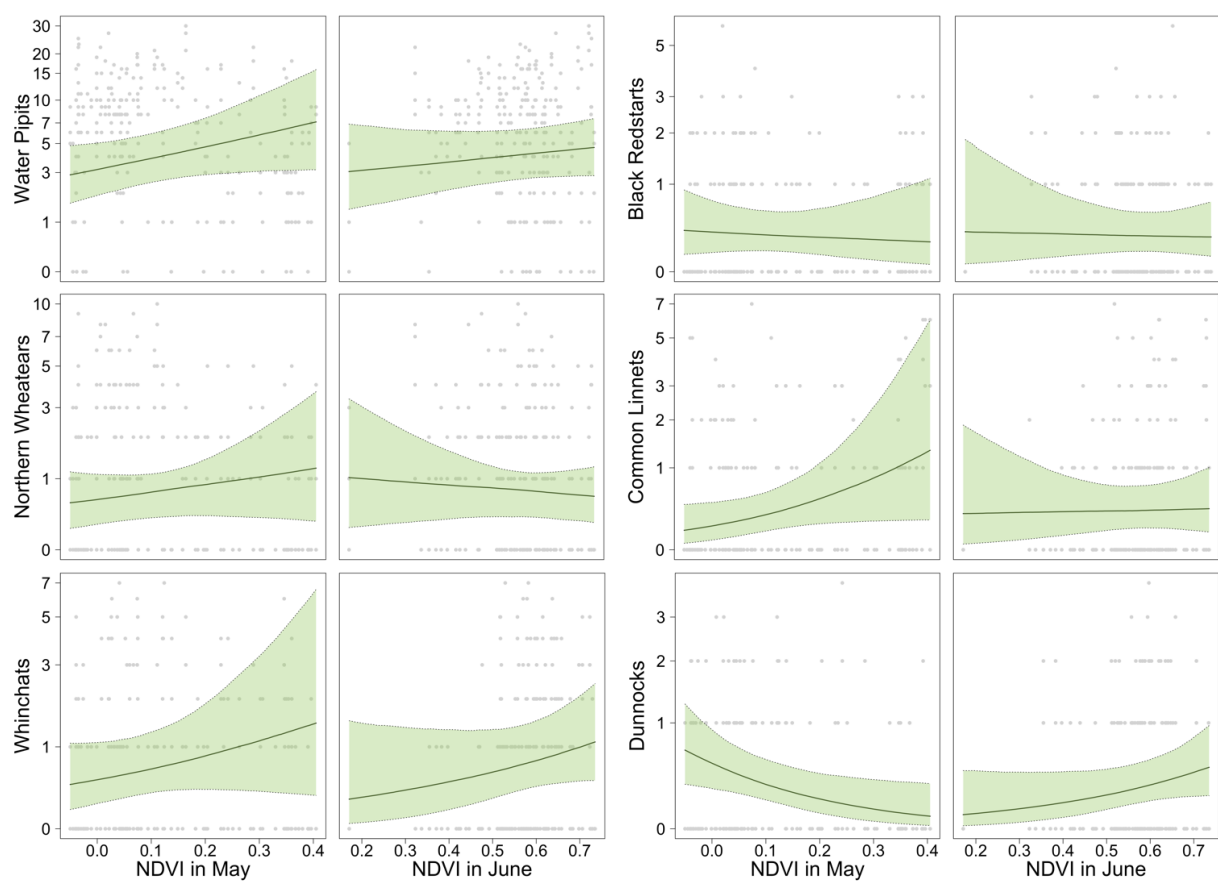 Water Pipits
30
20
15
10
7
5
3
1
0
Black Redstarts
5
3
2
1
0
Northern Wheatears
10
7
5
3
1
0
Common Linnets
7
5
3
2
1
0
Whinchats
7
5
3
1
0
Dunnocks
3
2
1
0
0.0 0.1 0.2 0.3 0.4
0.2 0.3 0.4 0.5 0.6 0.7
0.0 0.1 0.2 0.3 0.4
0.2 0.3 0.4 0.5 0.6 0.7
NDVI in May
NDVI in June
NDVI in May
NDVI in June